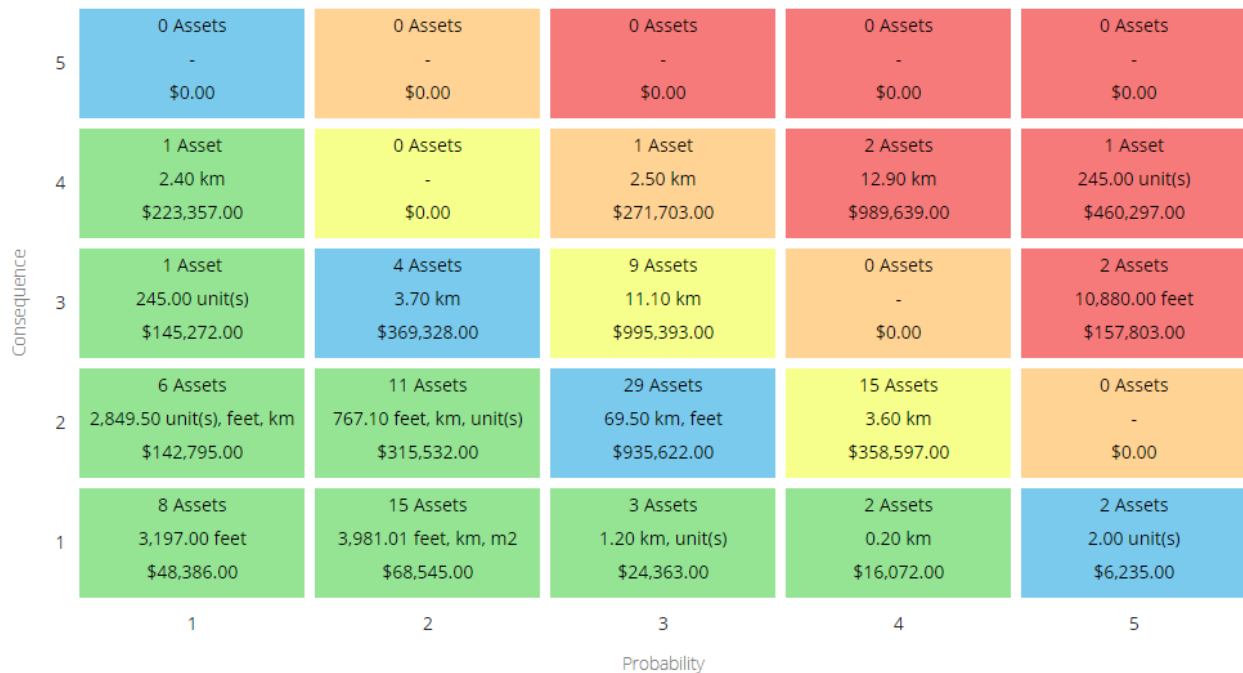 0 Assets 0 Assets 0 Assets 0 Assets 0 Assets
5 - - - - -
$0.00 $0.00 $0.00 $0.00 $0.00
1 Asset 0 Assets 1 Asset 2 Assets 1 Asset
4 2.40 km - 2.50 km 12.90 km 245.00 unit(s)
$223,357.00 $0.00 $271,703.00 $989,639.00 $460,297.00
Consequence
1 Asset 4 Assets 9 Assets 0 Assets 2 Assets
3 245.00 unit(s) 3.70 km 11.10 km - 10,880.00 feet
$145,272.00 $369,328.00 $995,393.00 $0.00 $157,803.00
6 Assets 11 Assets 29 Assets 15 Assets 0 Assets
2 2,849.50 unit(s), feet, km 767.10 feet, km, unit(s) 69.50 km, feet 3.60 km -
$142,795.00 $315,532.00 $935,622.00 $358,597.00 $0.00
8 Assets 15 Assets 3 Assets 2 Assets 2 Assets
1 3,197.00 feet 3,981.01 feet, km, m2 1.20 km, unit(s) 0.20 km 2.00 unit(s)
$48,386.00 $68,545.00 $24,363.00 $16,072.00 $6,235.00
1 2 3 4 5
Probability